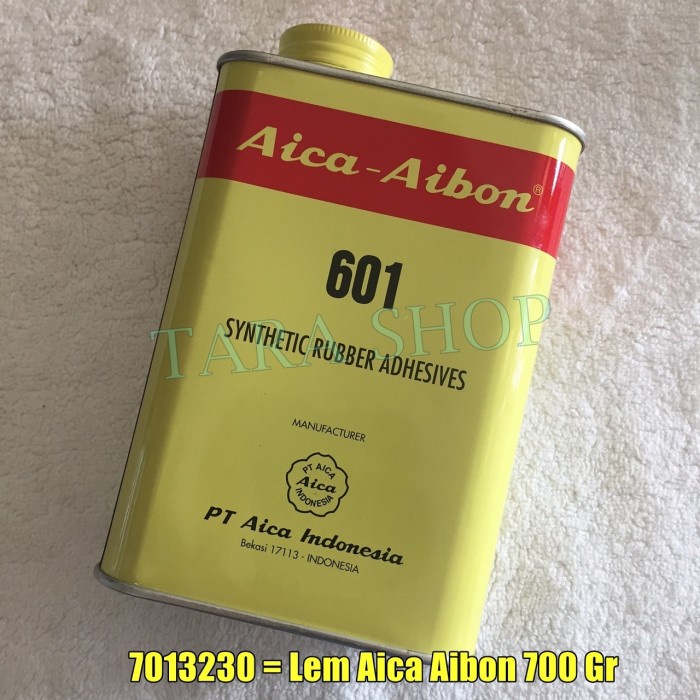 Aica-Aibon®
601
SYNTHETIC RUBBER ADHESIVES
TARA SHOP
MANUFACTURER
PT AICA
Aica
INDONESIA
PT Aica Indonesia
Bekasi 17113 - INDONESIA
7013230 = Lem Aica Aibon 700 Gr